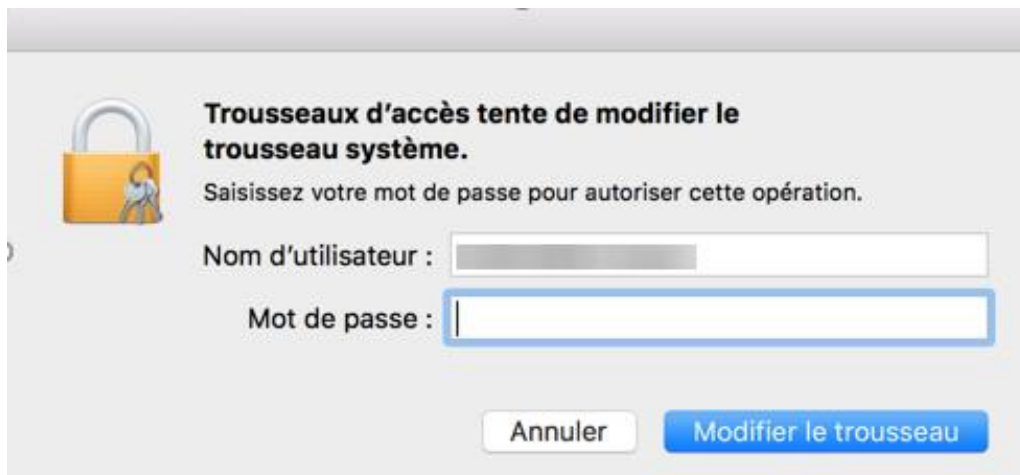 Trousseaux d'accès tente de modifier le
trousseau système.
Saisissez votre mot de passe pour autoriser cette opération.
Nom d'utilisateur :
Mot de passe :
Annuler
Modifier le trousseau